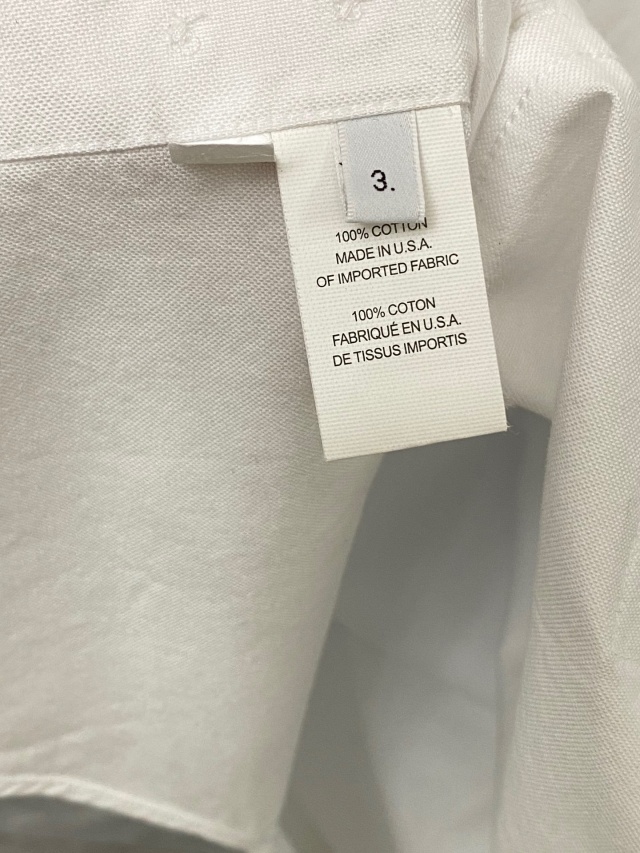 3.
100% COTTON
MADE IN U.S.A.
OF IMPORTED FABRIC
100% COTON
FABRIQUÉ EN U.S.A.
DE TISSUS IMPORTIS